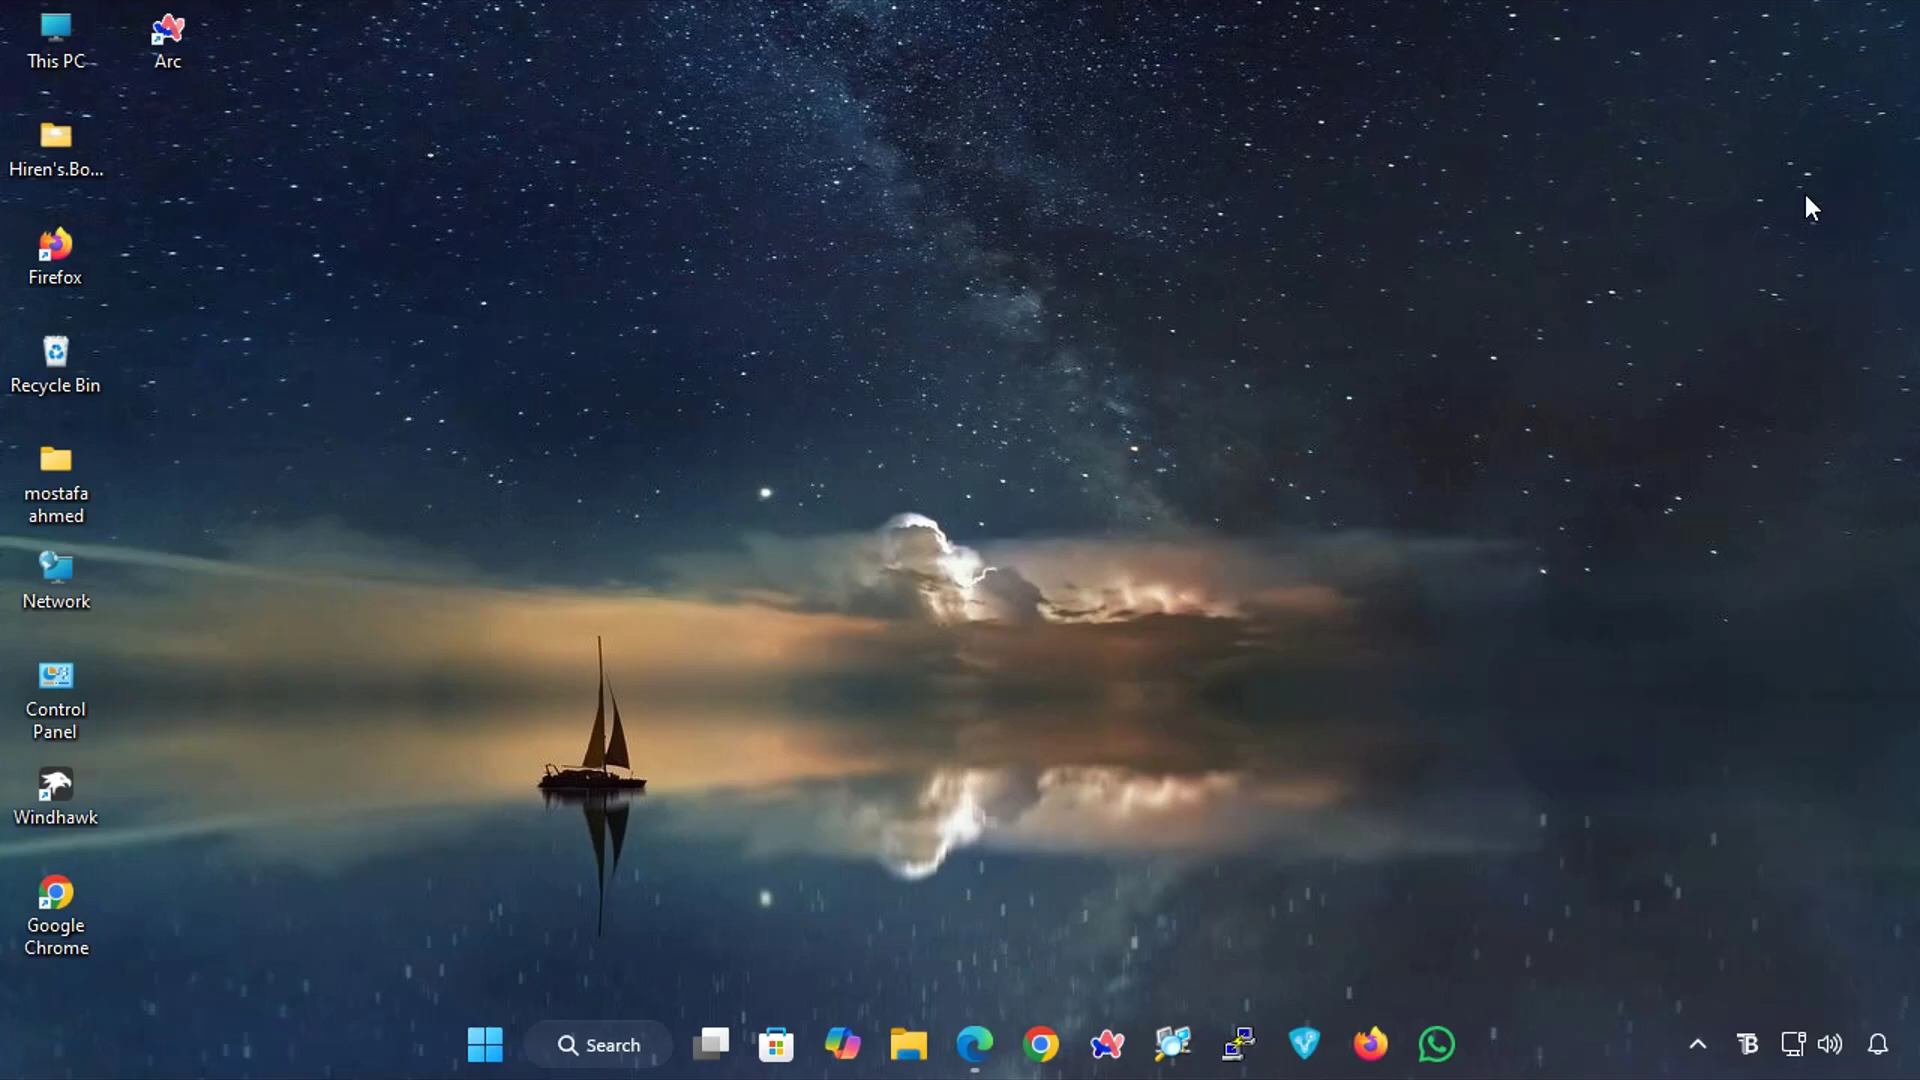 This PC
Arc
Hiren's.Bo...
Firefox
Recycle Bin
mostafa
ahmed
Network
Control
Panel
Windhawk
Google
Chrome
Search